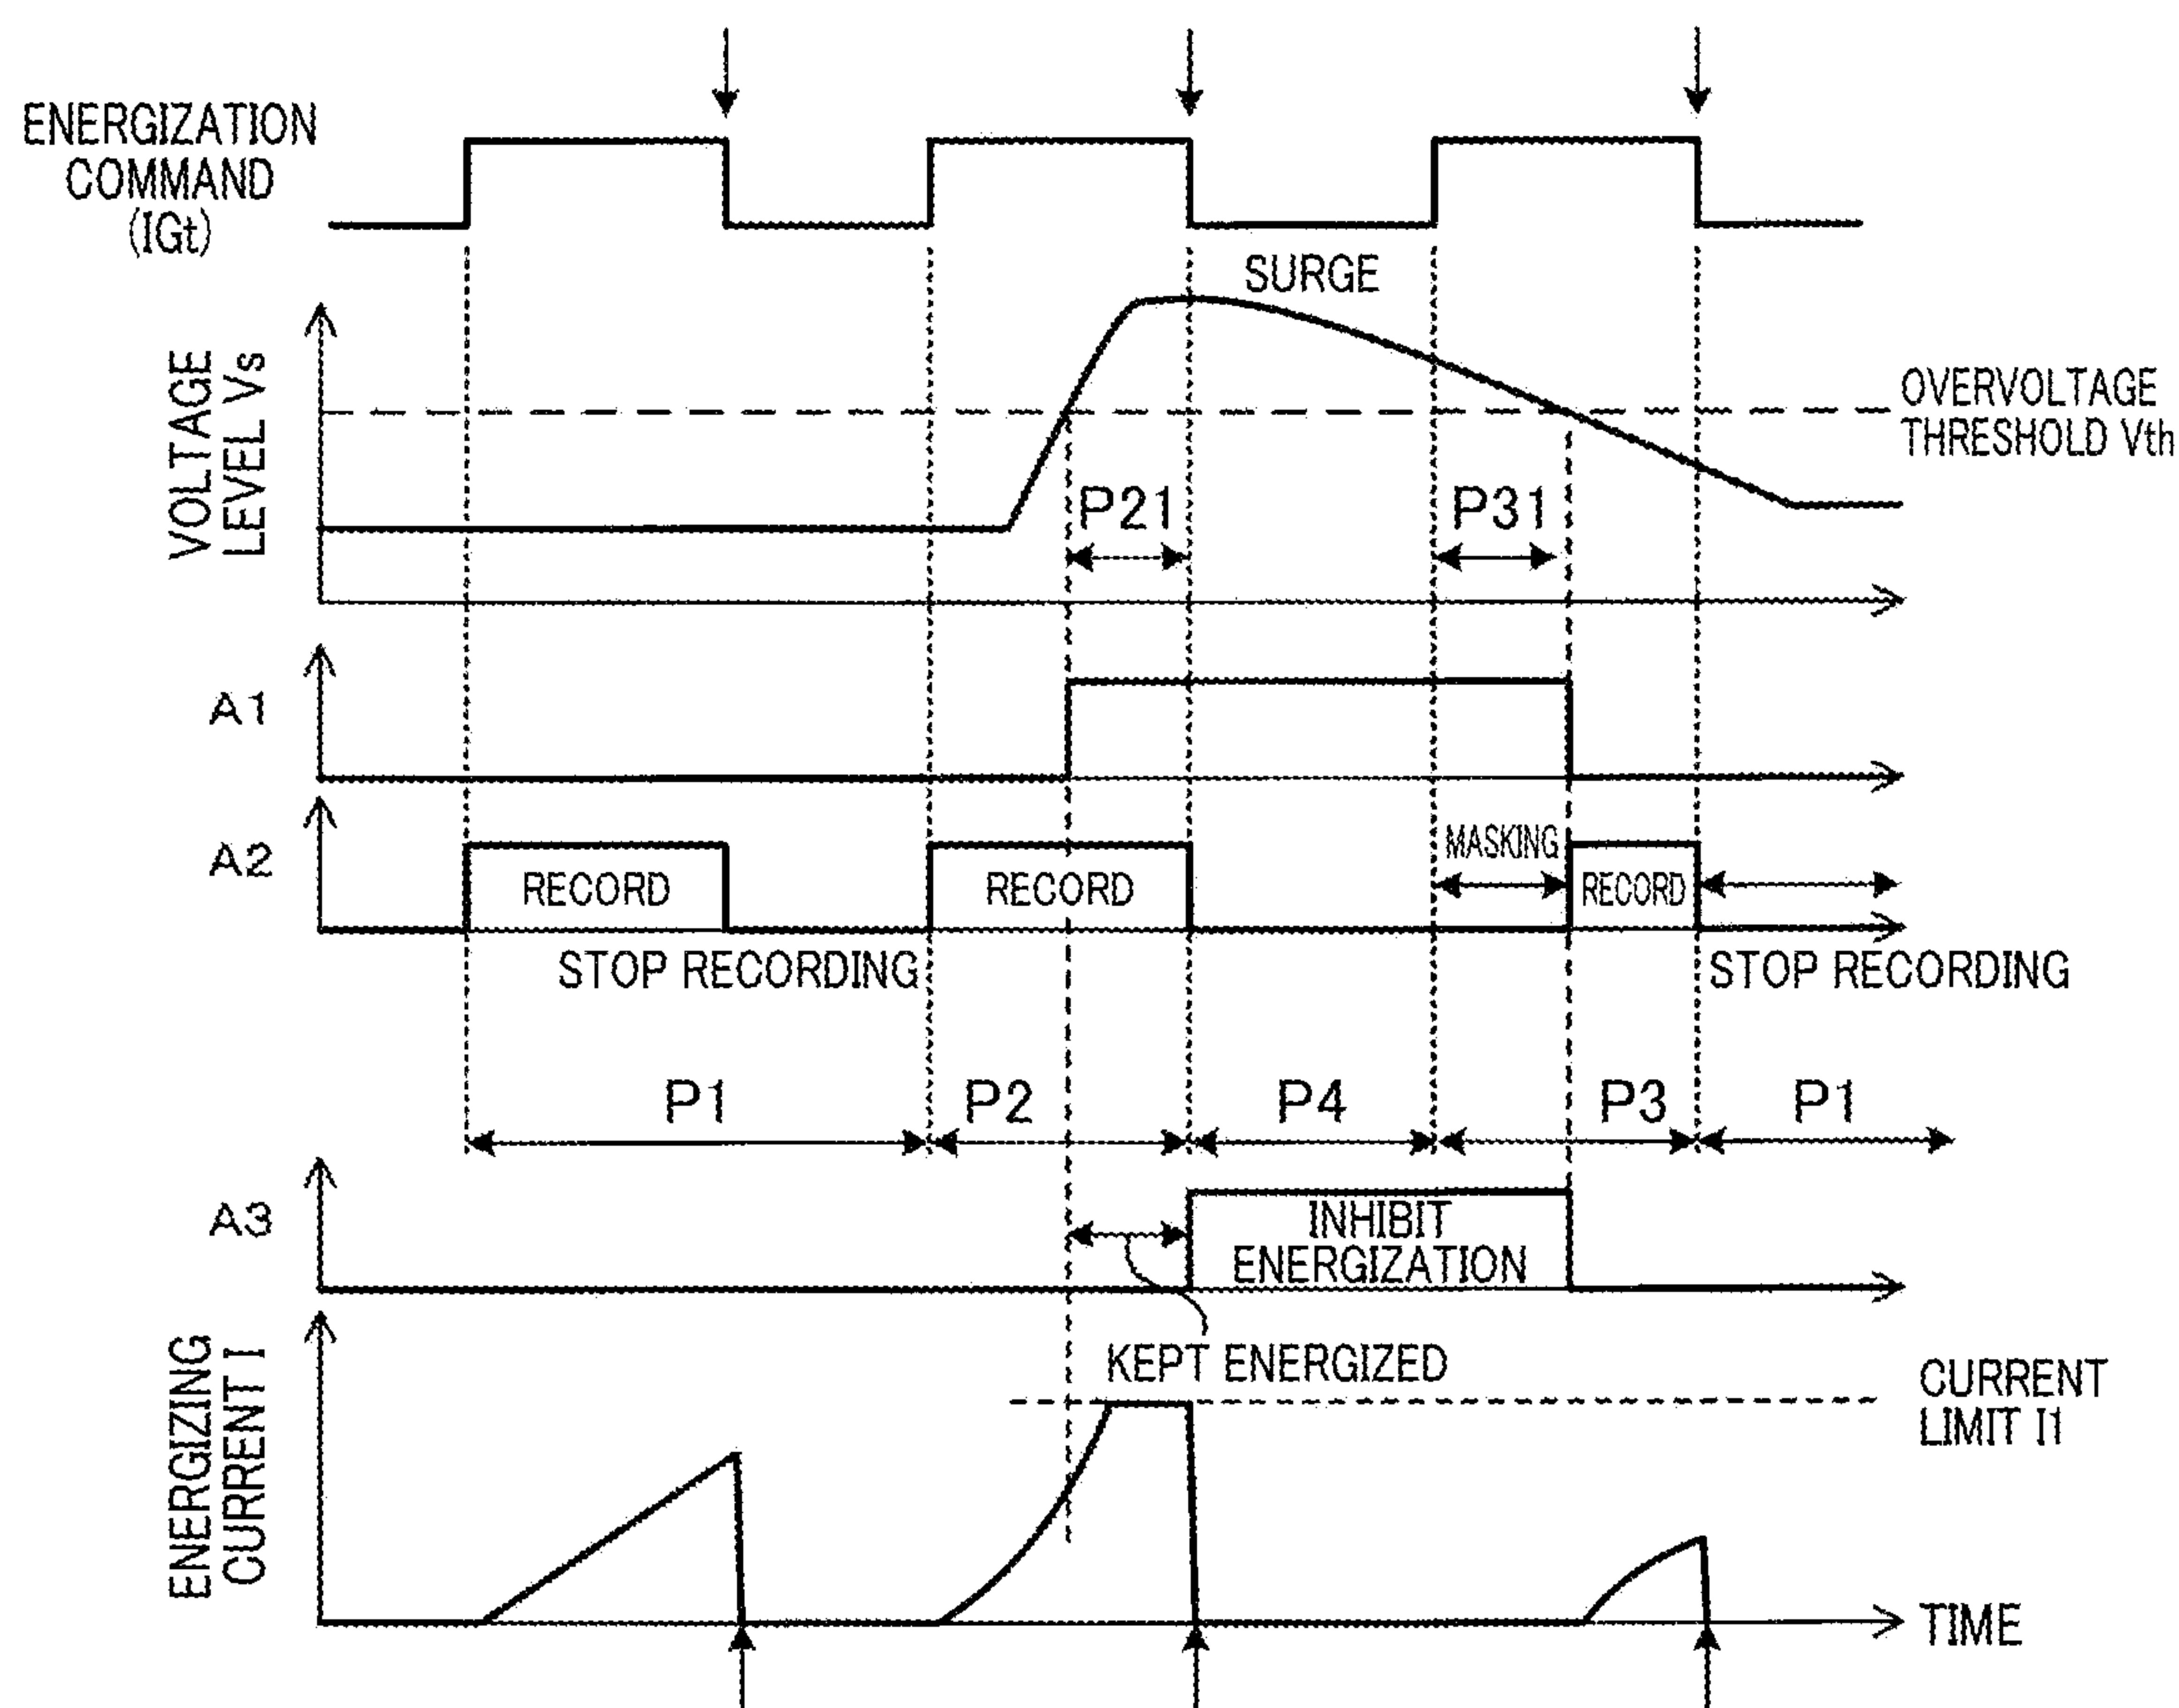 ENERGIZATION
COMMAND
(IGt)
SURGE
VOLTAGE
LEVEL Vs
OVERVOLTAGE
THRESHOLD Vth
P21
P31
A1
A2
RECORD
RECORD
MASKING
RECORD
STOP RECORDING
STOP RECORDING
P1
P2
P4
P3
P1
A3
INHIBIT
ENERGIZATION
KEPT ENERGIZED
ENERGIZING
CURRENT I
CURRENT
LIMIT I1
TIME